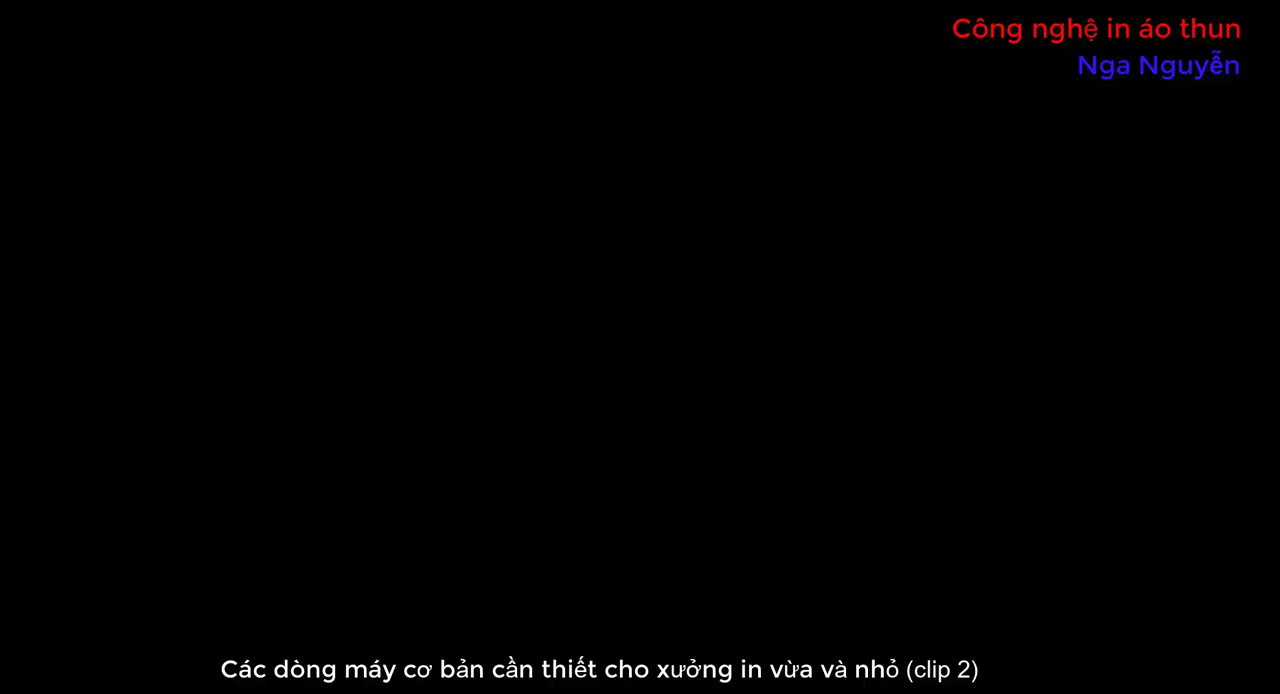 Công nghệ in áo thun
Nga Nguyễn
Các dòng máy cơ bản cần thiết cho xưởng in vừa và nhỏ (clip 2)